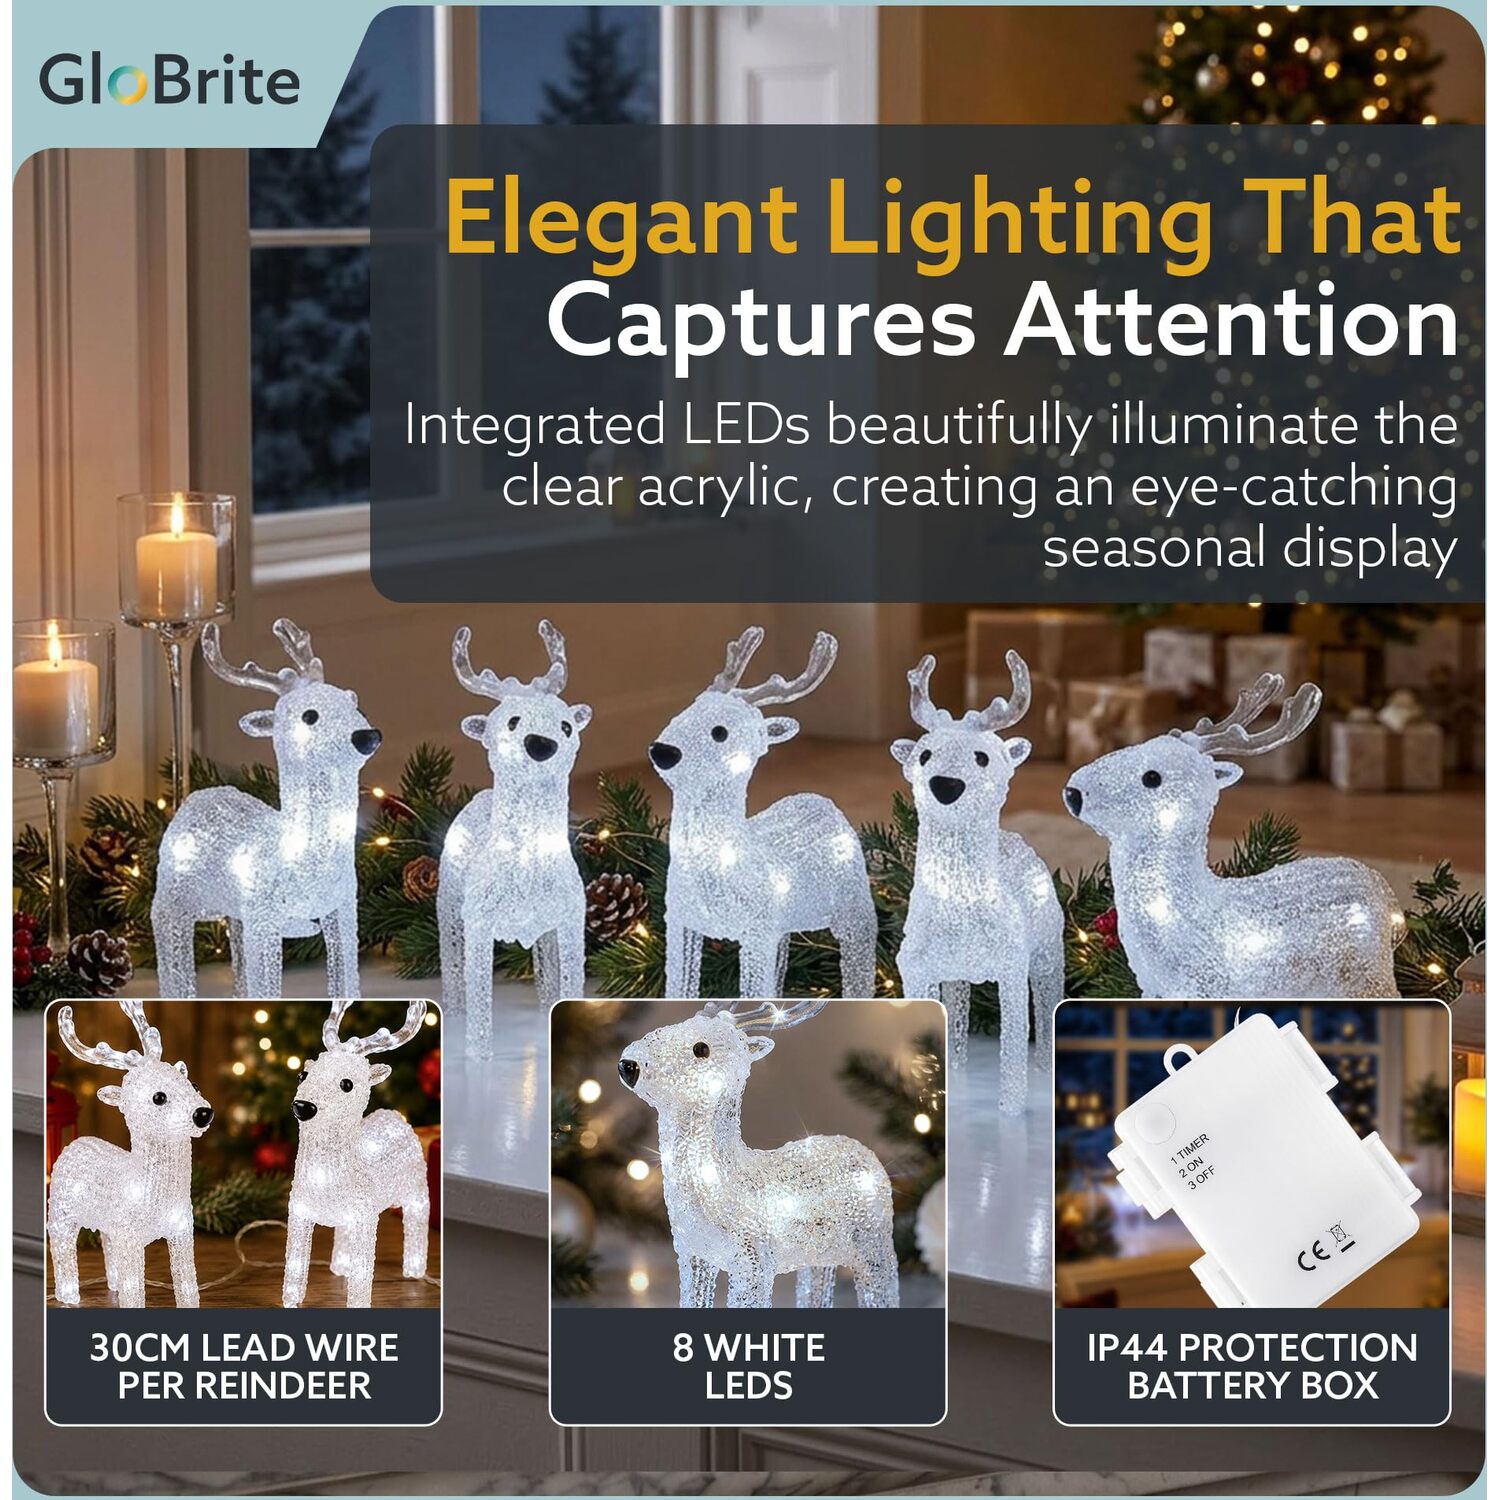 GloBrite
Elegant Lighting That
Captures Attention
Integrated LEDs beautifully illuminate the
clear acrylic, creating an eye-catching
seasonal display
30CM LEAD WIRE
PER REINDEER
8 WHITE
LEDS
1 TIMER
2 ON
3 OFF
CE
IP44 PROTECTION
BATTERY BOX